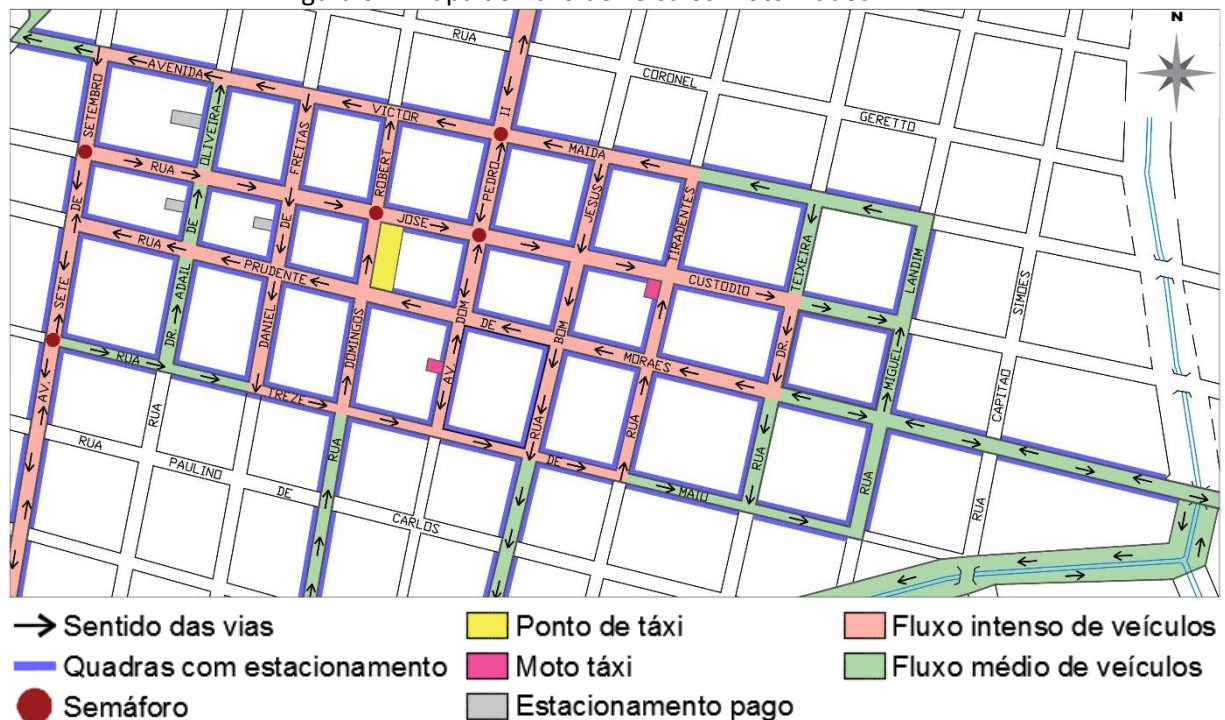 N
RUA CORONEL GERETTO
AVENIDA VICTOR MAIDA
RUA JOSE CUSTODIO
RUA PRUDENTE DE MORAES
RUA TREZE DE MAIO
RUA PAULINO DE CARLOS
AV. SETE DE SETEMBRO
RUA DR. ADAIL DE OLIVEIRA
DANIEL DE FREITAS
RUA DOMINGOS ROBERT
AV. DOM PEDRO II
RUA BOM JESUS
RUA TIRADENTES
RUA DR. TEIXEIRA
RUA MIGUEL LANDIM
RUA CAPITAO SIMOES
Sentido das vias
Quadras com estacionamento
Semáforo
Ponto de táxi
Moto táxi
Estacionamento pago
Fluxo intenso de veículos
Fluxo médio de veículos